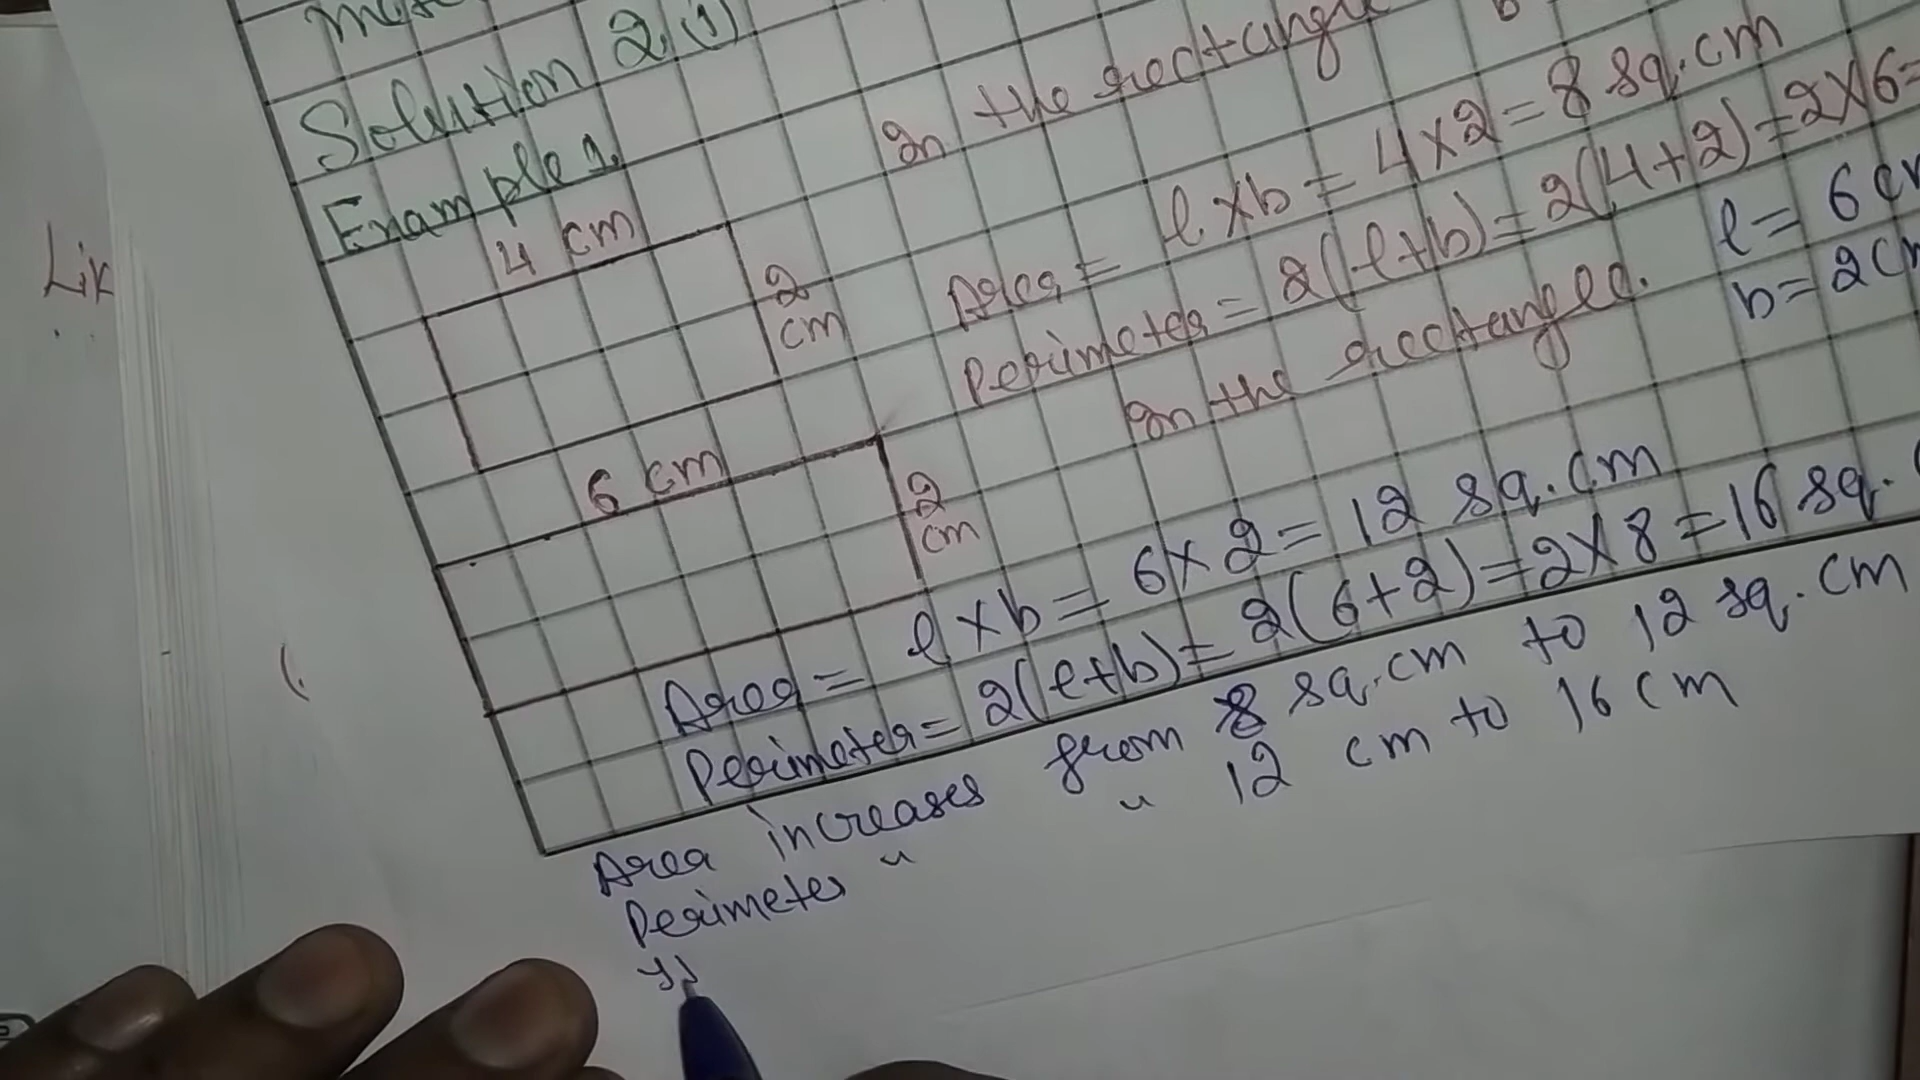 Solution 2.(1)
Example 1.
4 cm
2
cm
In the rectangle
Area = l×b = 4×2 = 8 sq.cm
Perimeter = 2(l+b) = 2(4+2) = 2×6=
In the rectangle.
l = 6 cm
b = 2 cm
6 cm
2
cm
Area = l×b = 6×2 = 12 sq.cm
Perimeter = 2(l+b) = 2(6+2) = 2×8 = 16 sq.
Area increases from 8 sq.cm to 12 sq.cm
Perimeter " " 12 cm to 16 cm